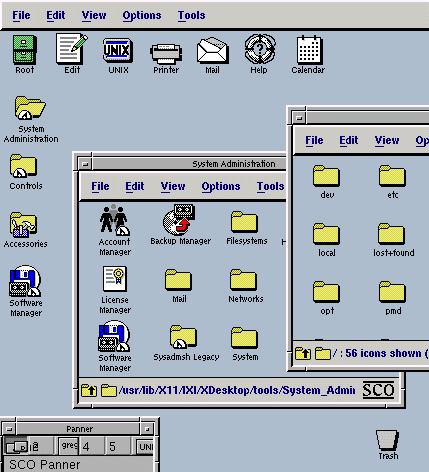 File Edit View Options Tools
Root Edit UNIX Printer Mail Help Calendar
System
Administration
Controls
Accessories
Software
Manager
System Administration
File Edit View Options Tools
Account
Manager
Backup Manager
Filesystems
License
Manager
Mail
Networks
Software
Manager
Sysadmsh Legacy
System
/usr/lib/X11/IXI/XDesktop/tools/System_Admi SCO
File Edit View
dev etc
local lost+found
opt pmd
/ : 56 icons shown (
Panner
4 5 UNI
SCO Panner
Trash